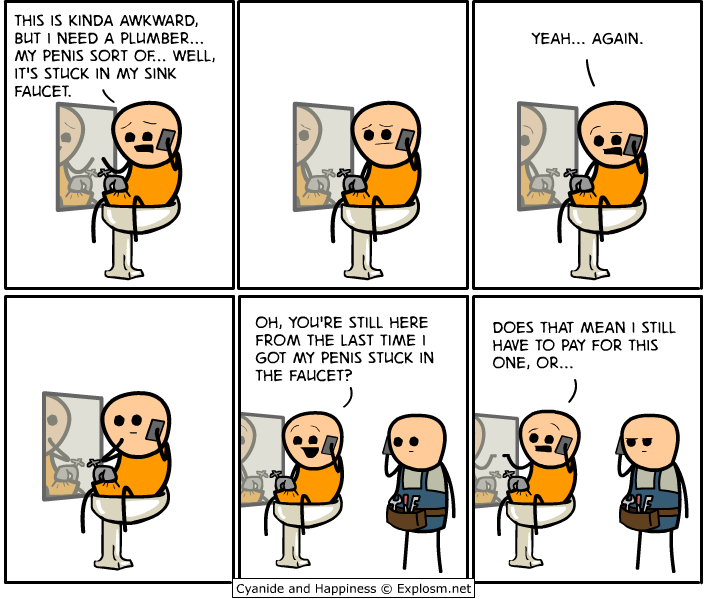 THIS IS KINDA AWKWARD,
BUT I NEED A PLUMBER...
MY PENIS SORT OF... WELL,
IT'S STUCK IN MY SINK
FAUCET.
YEAH... AGAIN.
OH, YOU'RE STILL HERE
FROM THE LAST TIME I
GOT MY PENIS STUCK IN
THE FAUCET?
DOES THAT MEAN I STILL
HAVE TO PAY FOR THIS
ONE, OR...
Cyanide and Happiness © Explosm.net